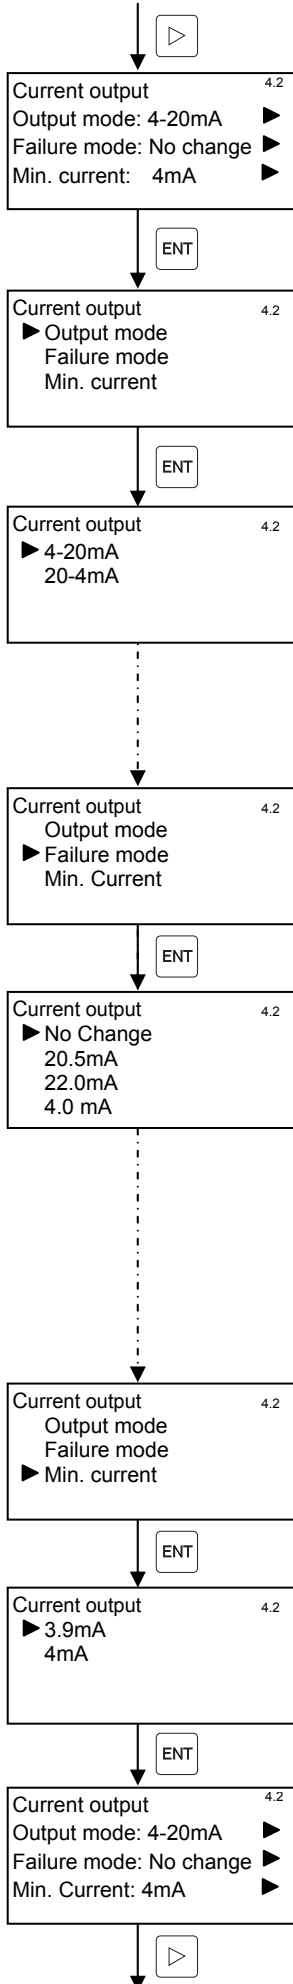 Current output 4.2
Output mode: 4-20mA
Failure mode: No change
Min. current: 4mA
ENT
Current output 4.2
Output mode
Failure mode
Min. current
ENT
Current output 4.2
4-20mA
20-4mA
Current output 4.2
Output mode
Failure mode
Min. Current
ENT
Current output 4.2
No Change
20.5mA
22.0mA
4.0 mA
Current output 4.2
Output mode
Failure mode
Min. current
ENT
Current output 4.2
3.9mA
4mA
ENT
Current output 4.2
Output mode: 4-20mA
Failure mode: No change
Min. Current: 4mA